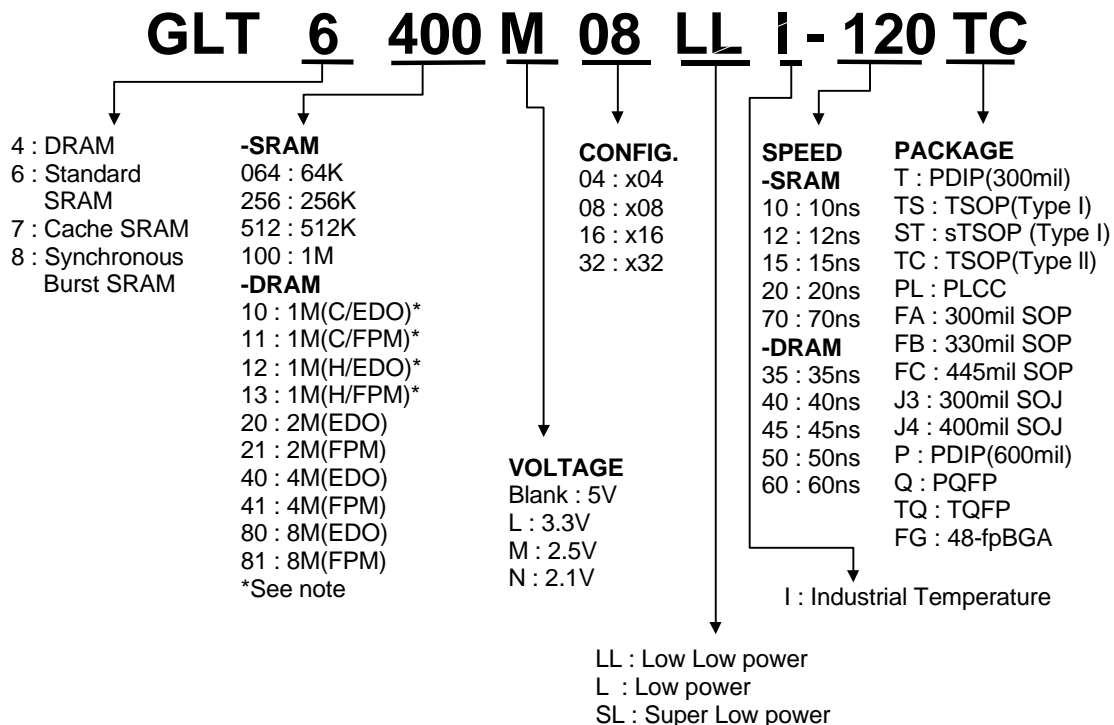 GLT 6 400 M 08 LL I - 120 TC
4 : DRAM
6 : Standard
SRAM
7 : Cache SRAM
8 : Synchronous
Burst SRAM
-SRAM
064 : 64K
256 : 256K
512 : 512K
100 : 1M
-DRAM
10 : 1M(C/EDO)*
11 : 1M(C/FPM)*
12 : 1M(H/EDO)*
13 : 1M(H/FPM)*
20 : 2M(EDO)
21 : 2M(FPM)
40 : 4M(EDO)
41 : 4M(FPM)
80 : 8M(EDO)
81 : 8M(FPM)
*See note
VOLTAGE
Blank : 5V
L : 3.3V
M : 2.5V
N : 2.1V
CONFIG.
04 : x04
08 : x08
16 : x16
32 : x32
LL : Low Low power
L : Low power
SL : Super Low power
I : Industrial Temperature
SPEED
-SRAM
10 : 10ns
12 : 12ns
15 : 15ns
20 : 20ns
70 : 70ns
-DRAM
35 : 35ns
40 : 40ns
45 : 45ns
50 : 50ns
60 : 60ns
PACKAGE
T : PDIP(300mil)
TS : TSOP(Type I)
ST : sTSOP (Type I)
TC : TSOP(Type ll)
PL : PLCC
FA : 300mil SOP
FB : 330mil SOP
FC : 445mil SOP
J3 : 300mil SOJ
J4 : 400mil SOJ
P : PDIP(600mil)
Q : PQFP
TQ : TQFP
FG : 48-fpBGA